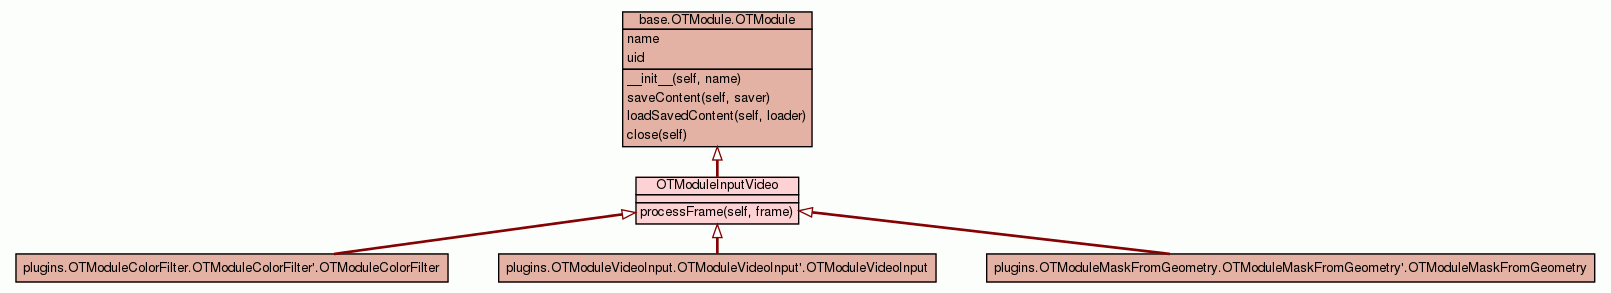 base.OTModule.OTModule
name
uid
__init__(self, name)
saveContent(self, saver)
loadSavedContent(self, loader)
close(self)
OTModuleInputVideo
processFrame(self, frame)
plugins.OTModuleColorFilter.OTModuleColorFilter'.OTModuleColorFilter
plugins.OTModuleVideoInput.OTModuleVideoInput'.OTModuleVideoInput
plugins.OTModuleMaskFromGeometry.OTModuleMaskFromGeometry'.OTModuleMaskFromGeometry